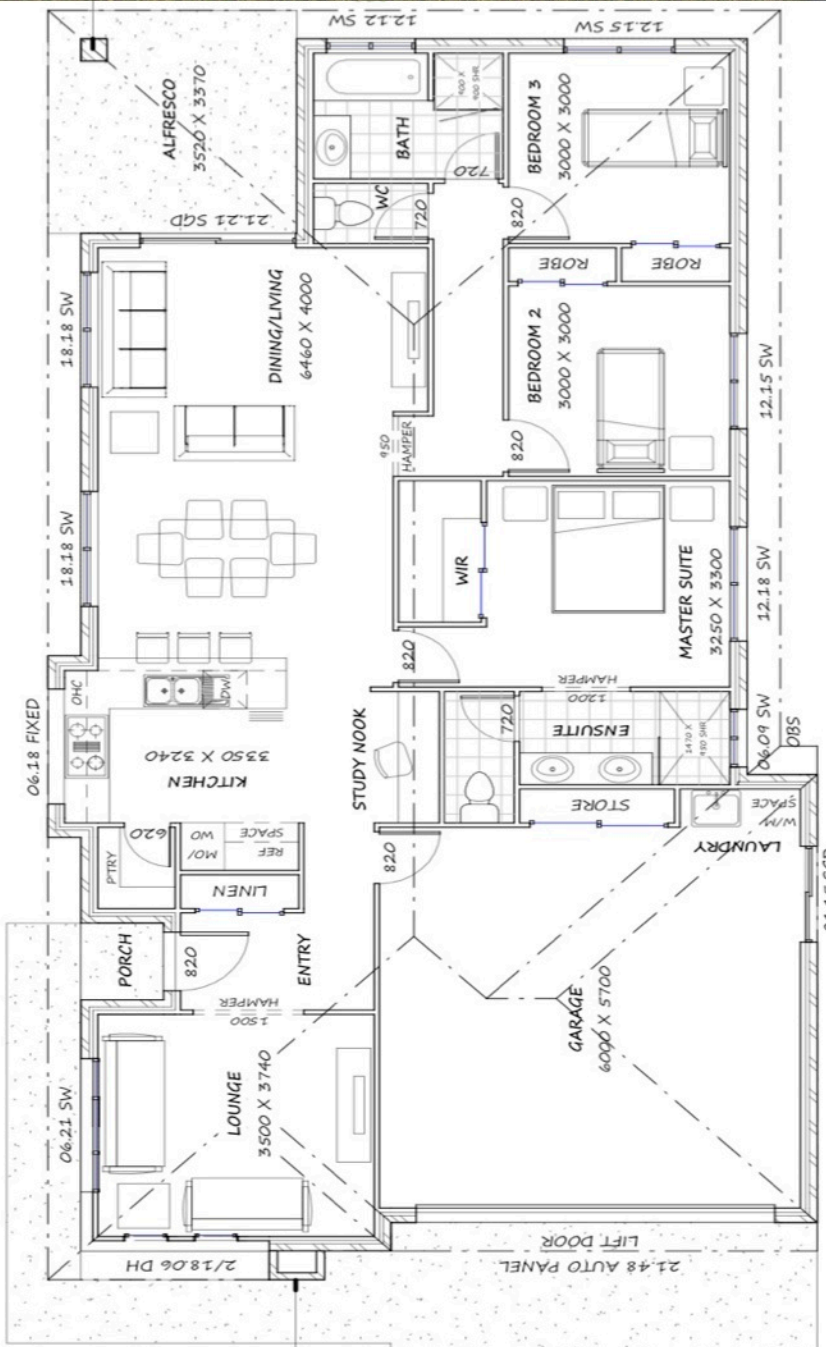 12.12 SW
12.15 SW
ALFRESCO
3520 X 3370
BATH
900 X
900 SHR
BEDROOM 3
3000 X 3000
720
WC
720
820
21.21 SGD
ROBE
ROBE
18.18 SW
DINING/LIVING
6460 X 4000
BEDROOM 2
3000 X 3000
12.15 SW
950
HAMPER
820
18.18 SW
WIR
MASTER SUITE
3250 X 3300
12.18 SW
820
HAMPER
1200
06.18 FIXED
OHC
DW
KITCHEN
3350 X 3240
STUDY NOOK
720
ENSUITE
06.09 SW
OBS
STORE
P'TRY
620
MO/
WO
REF
SPACE
820
W/M
SPACE
LAUNDRY
LINEN
PORCH
820
ENTRY
HAMPER
1500
GARAGE
6000 X 5700
06.21 SW
LOUNGE
3500 X 3740
2/18.06 DH
21.48 AUTO PANEL
LIFT DOOR